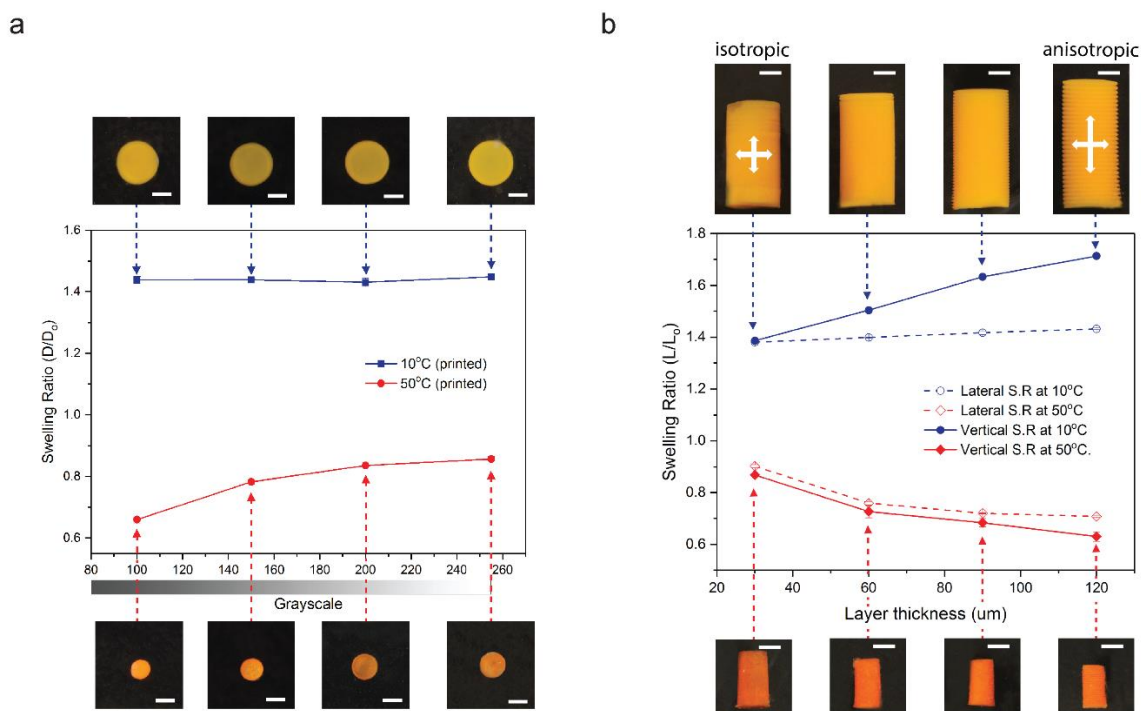 a
b
isotropic
anisotropic
1.6
1.4
1.2
1.0
0.8
0.6
Swelling Ratio (D/Do)
10°C (printed)
50°C (printed)
80 100 120 140 160 180 200 220 240 260
Grayscale
1.8
1.6
1.4
1.2
1.0
0.8
0.6
Swelling Ratio (L/Lo)
Lateral S.R at 10°C
Lateral S.R at 50°C
Vertical S.R at 10°C
Vertical S.R at 50°C.
20 40 60 80 100 120
Layer thickness (um)